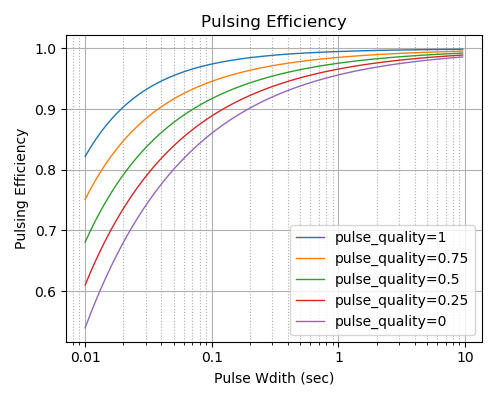 Pulsing Efficiency
Pulsing Efficiency
1.0
0.9
0.8
0.7
0.6
pulse_quality=1
pulse_quality=0.75
pulse_quality=0.5
pulse_quality=0.25
pulse_quality=0
0.01
0.1
1
10
Pulse Wdith (sec)